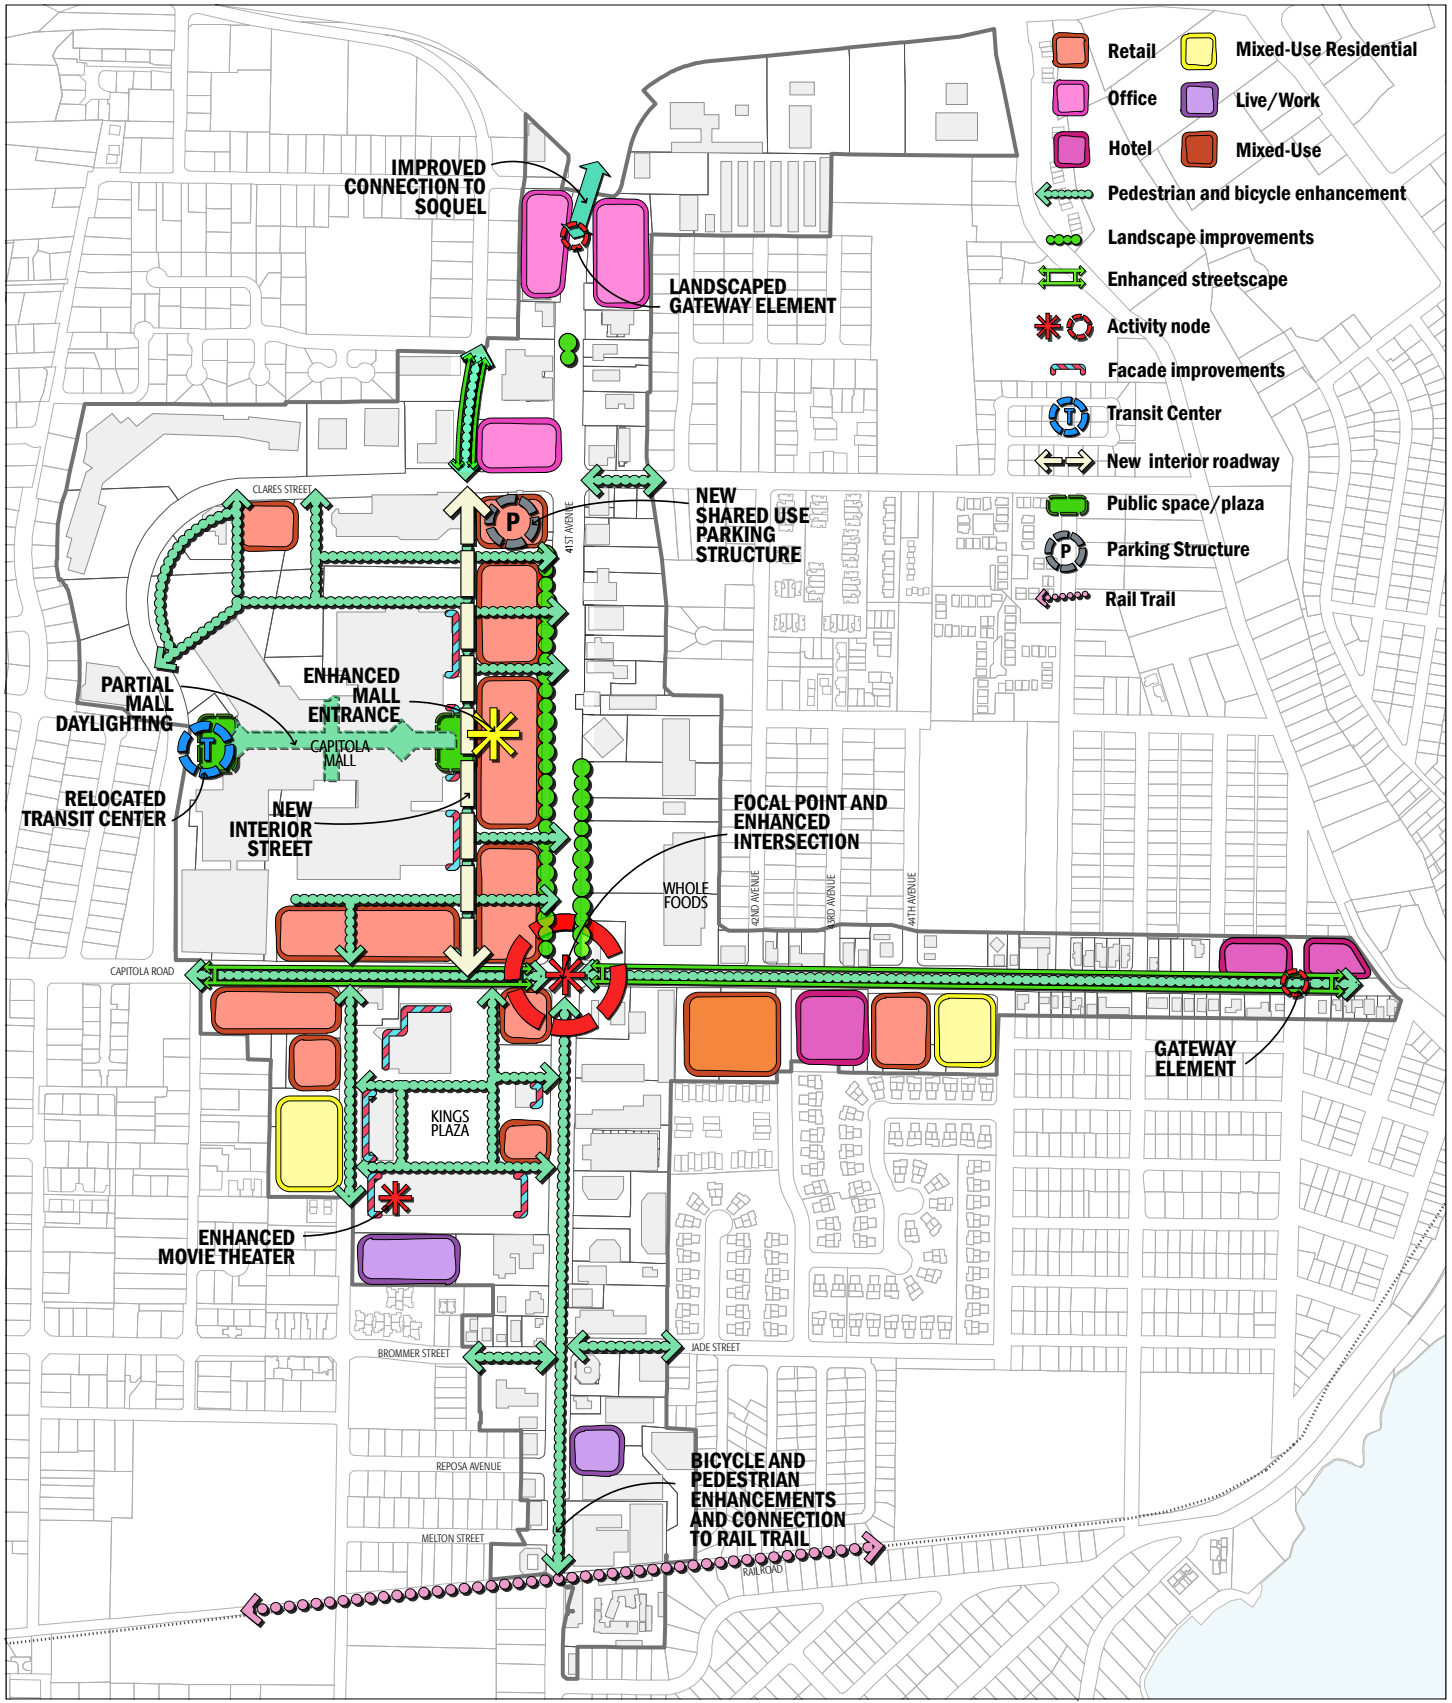 Retail
Mixed-Use Residential
Office
Live/Work
Hotel
Mixed-Use
Pedestrian and bicycle enhancement
Landscape improvements
Enhanced streetscape
Activity node
Facade improvements
T
Transit Center
New interior roadway
Public space/plaza
P
Parking Structure
Rail Trail
IMPROVED
CONNECTION TO
SOQUEL
LANDSCAPED
GATEWAY ELEMENT
CLARES STREET
P
41ST AVENUE
NEW
SHARED USE
PARKING
STRUCTURE
PARTIAL
MALL
DAYLIGHTING
ENHANCED
MALL
ENTRANCE
T
CAPITOLA
MALL
RELOCATED
TRANSIT CENTER
NEW
INTERIOR
STREET
FOCAL POINT AND
ENHANCED
INTERSECTION
WHOLE
FOODS
42ND AVENUE
43RD AVENUE
44TH AVENUE
CAPITOLA ROAD
GATEWAY
ELEMENT
KINGS
PLAZA
ENHANCED
MOVIE THEATER
BROMMER STREET
JADE STREET
REPOSA AVENUE
MELTON STREET
BICYCLE AND
PEDESTRIAN
ENHANCEMENTS
AND CONNECTION
TO RAIL TRAIL
RAILROAD